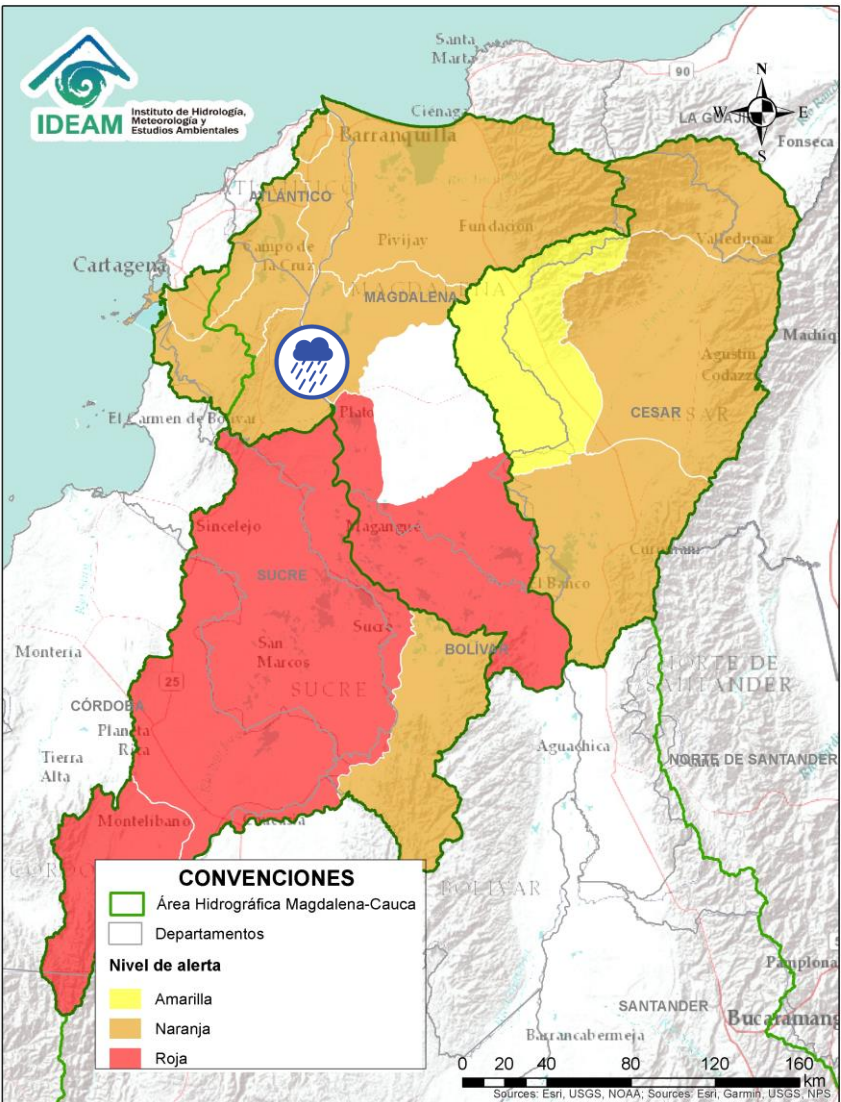 IDEAM
Instituto de Hidrología,
Meteorología y
Estudios Ambientales
Santa
Marta
90
N
W
E
S
Ciénaga
LA GUAJIRA
Barranquilla
Fonseca
ATLÁNTICO
Campo de
la Cruz
Pivijay
Fundación
Valledupar
Cartagena
MAGDALENA
MAGDALENA
Agustín
Codazzi
El Carmen de Bolívar
Plato
CESAR
CESAR
Sincelejo
Magangué
SUCRE
El Banco
Sucre
BOLÍVAR
Montería
San
Marcos
SUCRE
NORTE DE
SANTANDER
25
CÓRDOBA
Planeta
Rica
Tierra
Alta
Aguachica
NORTE DE SANTANDER
Montelibano
BOLÍVAR
CONVENCIONES
Área Hidrográfica Magdalena-Cauca
Departamentos
Nivel de alerta
Amarilla
Naranja
Roja
Pamplona
SANTANDER
Bucaramang
Barrancabermeja
0 20 40 80 120 160
km
Sources: Esri, USGS, NOAA; Sources: Esri, Garmin, USGS, NPS